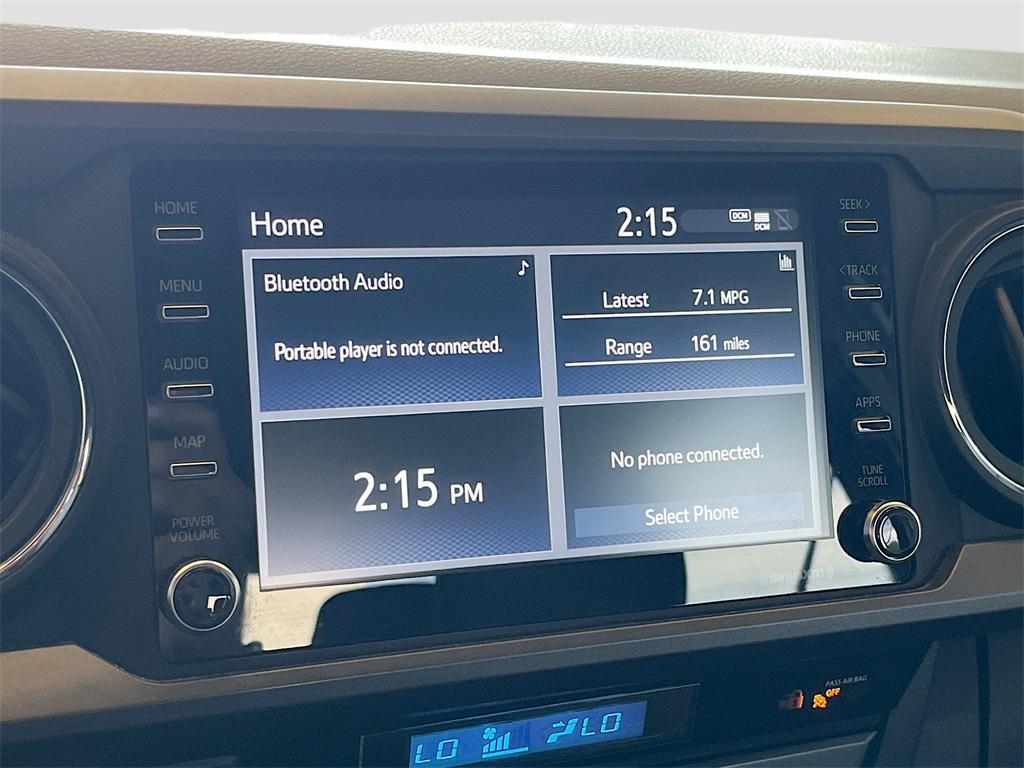 HOME
MENU
AUDIO
MAP
POWER
VOLUME
Home
2:15
DCM
DCM
Bluetooth Audio
Portable player is not connected.
Latest 7.1 MPG
Range 161 miles
2:15 PM
No phone connected.
Select Phone
SEEK >
< TRACK
PHONE
APPS
TUNE
SCROLL
SiriusXM
PASS AIR BAG
OFF
LO
LO